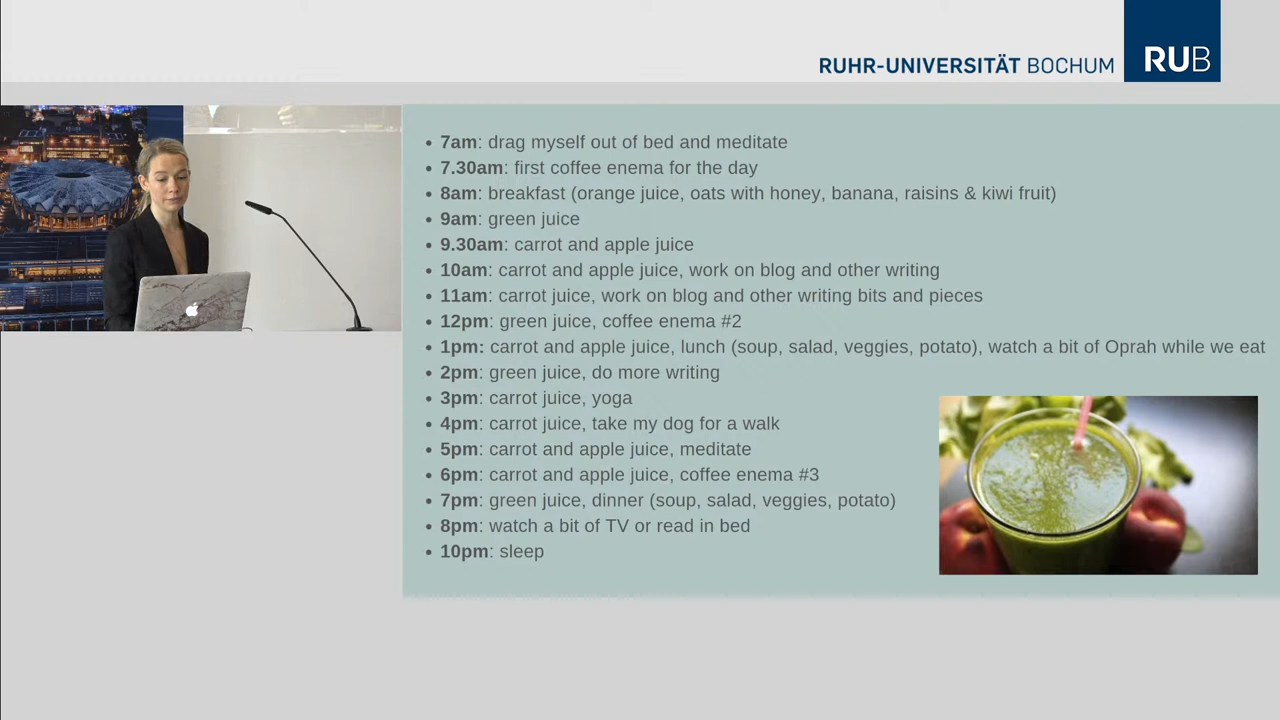 RUHR-UNIVERSITÄT BOCHUM
RUB
7am: drag myself out of bed and meditate
7.30am: first coffee enema for the day
8am: breakfast (orange juice, oats with honey, banana, raisins & kiwi fruit)
9am: green juice
9.30am: carrot and apple juice
10am: carrot and apple juice, work on blog and other writing
11am: carrot juice, work on blog and other writing bits and pieces
12pm: green juice, coffee enema #2
1pm: carrot and apple juice, lunch (soup, salad, veggies, potato), watch a bit of Oprah while we eat
2pm: green juice, do more writing
3pm: carrot juice, yoga
4pm: carrot juice, take my dog for a walk
5pm: carrot and apple juice, meditate
6pm: carrot and apple juice, coffee enema #3
7pm: green juice, dinner (soup, salad, veggies, potato)
8pm: watch a bit of TV or read in bed
10pm: sleep